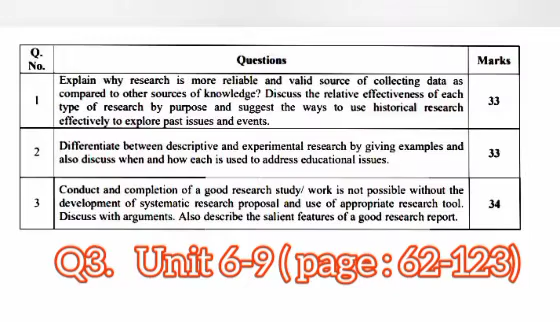 Q. No. Questions Marks
Explain why research is more reliable and valid source of collecting data as
compared to other sources of knowledge? Discuss the relative effectiveness of each
1 type of research by purpose and suggest the ways to use historical research 33
effectively to explore past issues and events.
2 Differentiate between descriptive and experimental research by giving examples and 33
also discuss when and how each is used to address educational issues.
Conduct and completion of a good research study/ work is not possible without the
3 development of systematic research proposal and use of appropriate research tool. 34
Discuss with arguments. Also describe the salient features of a good research report.
Q3. Unit 6-9 ( page : 62-123)